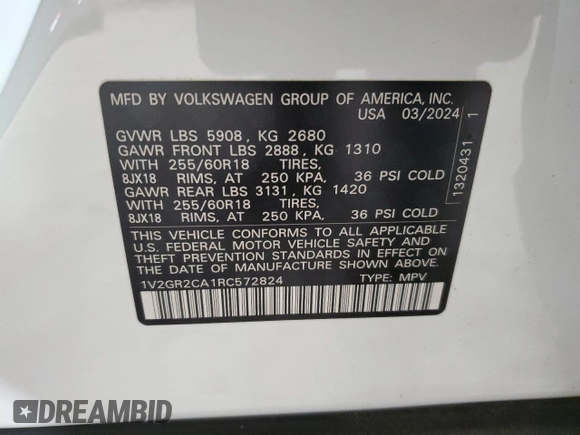 MFD BY VOLKSWAGEN GROUP OF AMERICA, INC.
USA 03/2024
GVWR LBS 5908, KG 2680
GAWR FRONT LBS 2888, KG 1310
WITH 255/60R18 TIRES,
8JX18 RIMS, AT 250 KPA, 36 PSI COLD
GAWR REAR LBS 3131, KG 1420
WITH 255/60R18 TIRES,
8JX18 RIMS, AT 250 KPA, 36 PSI COLD
THIS VEHICLE CONFORMS TO ALL APPLICABLE
U.S. FEDERAL MOTOR VEHICLE SAFETY AND
THEFT PREVENTION STANDARDS IN EFFECT ON
THE DATE OF MANUFACTURE SHOWN ABOVE.
1V2GR2CA1RC572824 TYPE: MPV
1320431 1
DREAMBID